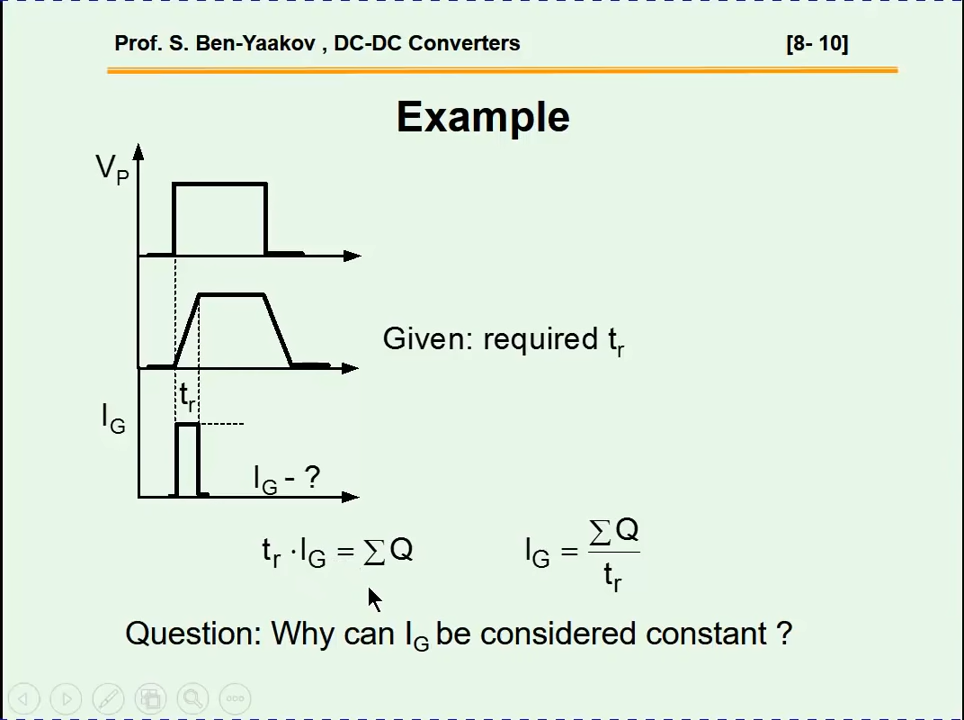 Prof. S. Ben-Yaakov , DC-DC Converters [8- 10]
Example
V_P
Given: required t_r
t_r
I_G
I_G - ?
t_r · I_G = ∑Q
I_G = ∑Q / t_r
Question: Why can I_G be considered constant ?